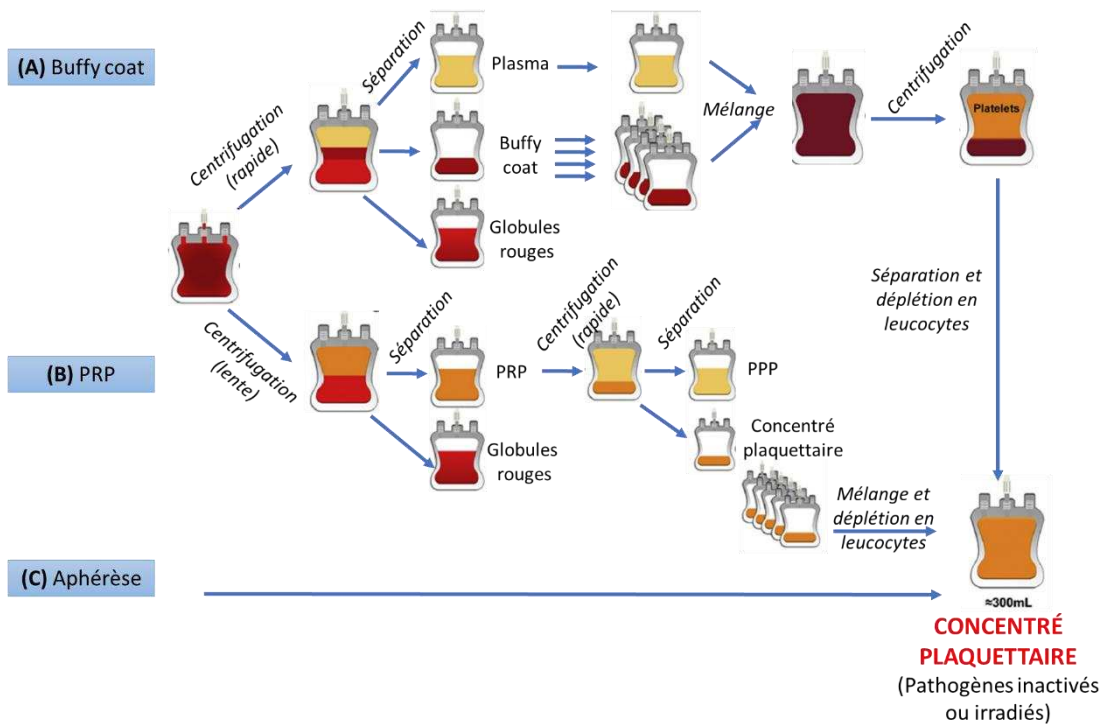 (A) Buffy coat
Centrifugation
(rapide)
Séparation
Plasma
Buffy
coat
Globules
rouges
Mélange
Centrifugation
Platelets
Séparation et
déplétion en
leucocytes
(B) PRP
Centrifugation
(lente)
Séparation
PRP
Globules
rouges
Centrifugation
(rapide)
Séparation
PPP
Concentré
plaquettaire
Mélange et
déplétion en
leucocytes
(C) Aphérèse
≈300mL
CONCENTRÉ
PLAQUETTAIRE
(Pathogènes inactivés
ou irradiés)